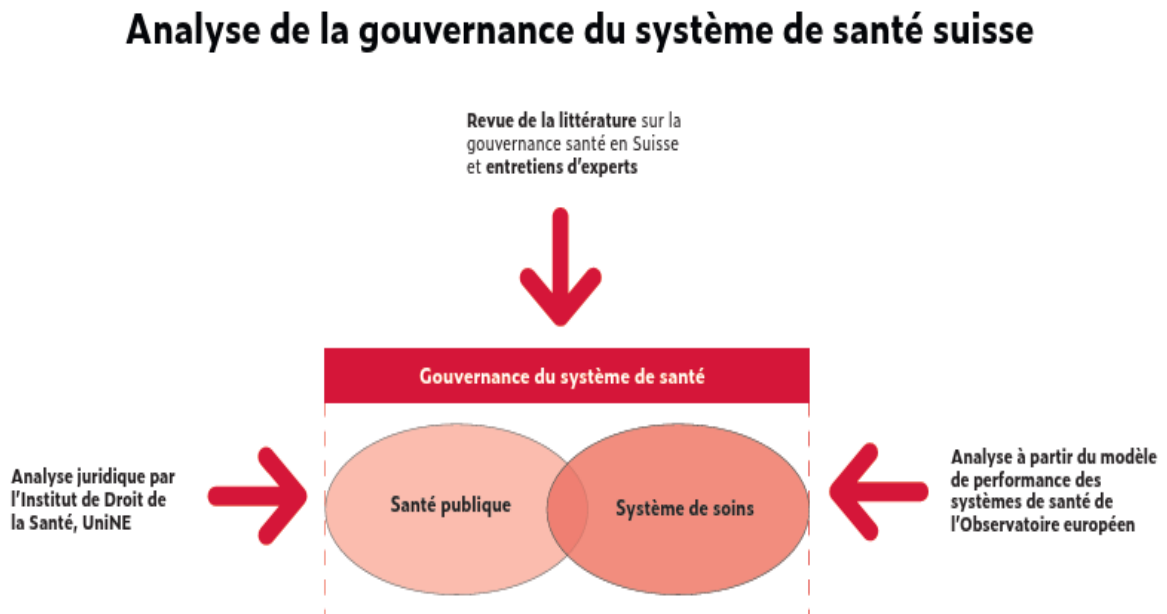 Analyse de la gouvernance du système de santé suisse
Revue de la littérature sur la
gouvernance santé en Suisse
et entretiens d'experts
Gouvernance du système de santé
Analyse juridique par
l'Institut de Droit de
la Santé, UniNE
Santé publique
Système de soins
Analyse à partir du modèle
de performance des
systèmes de santé de
l'Observatoire européen